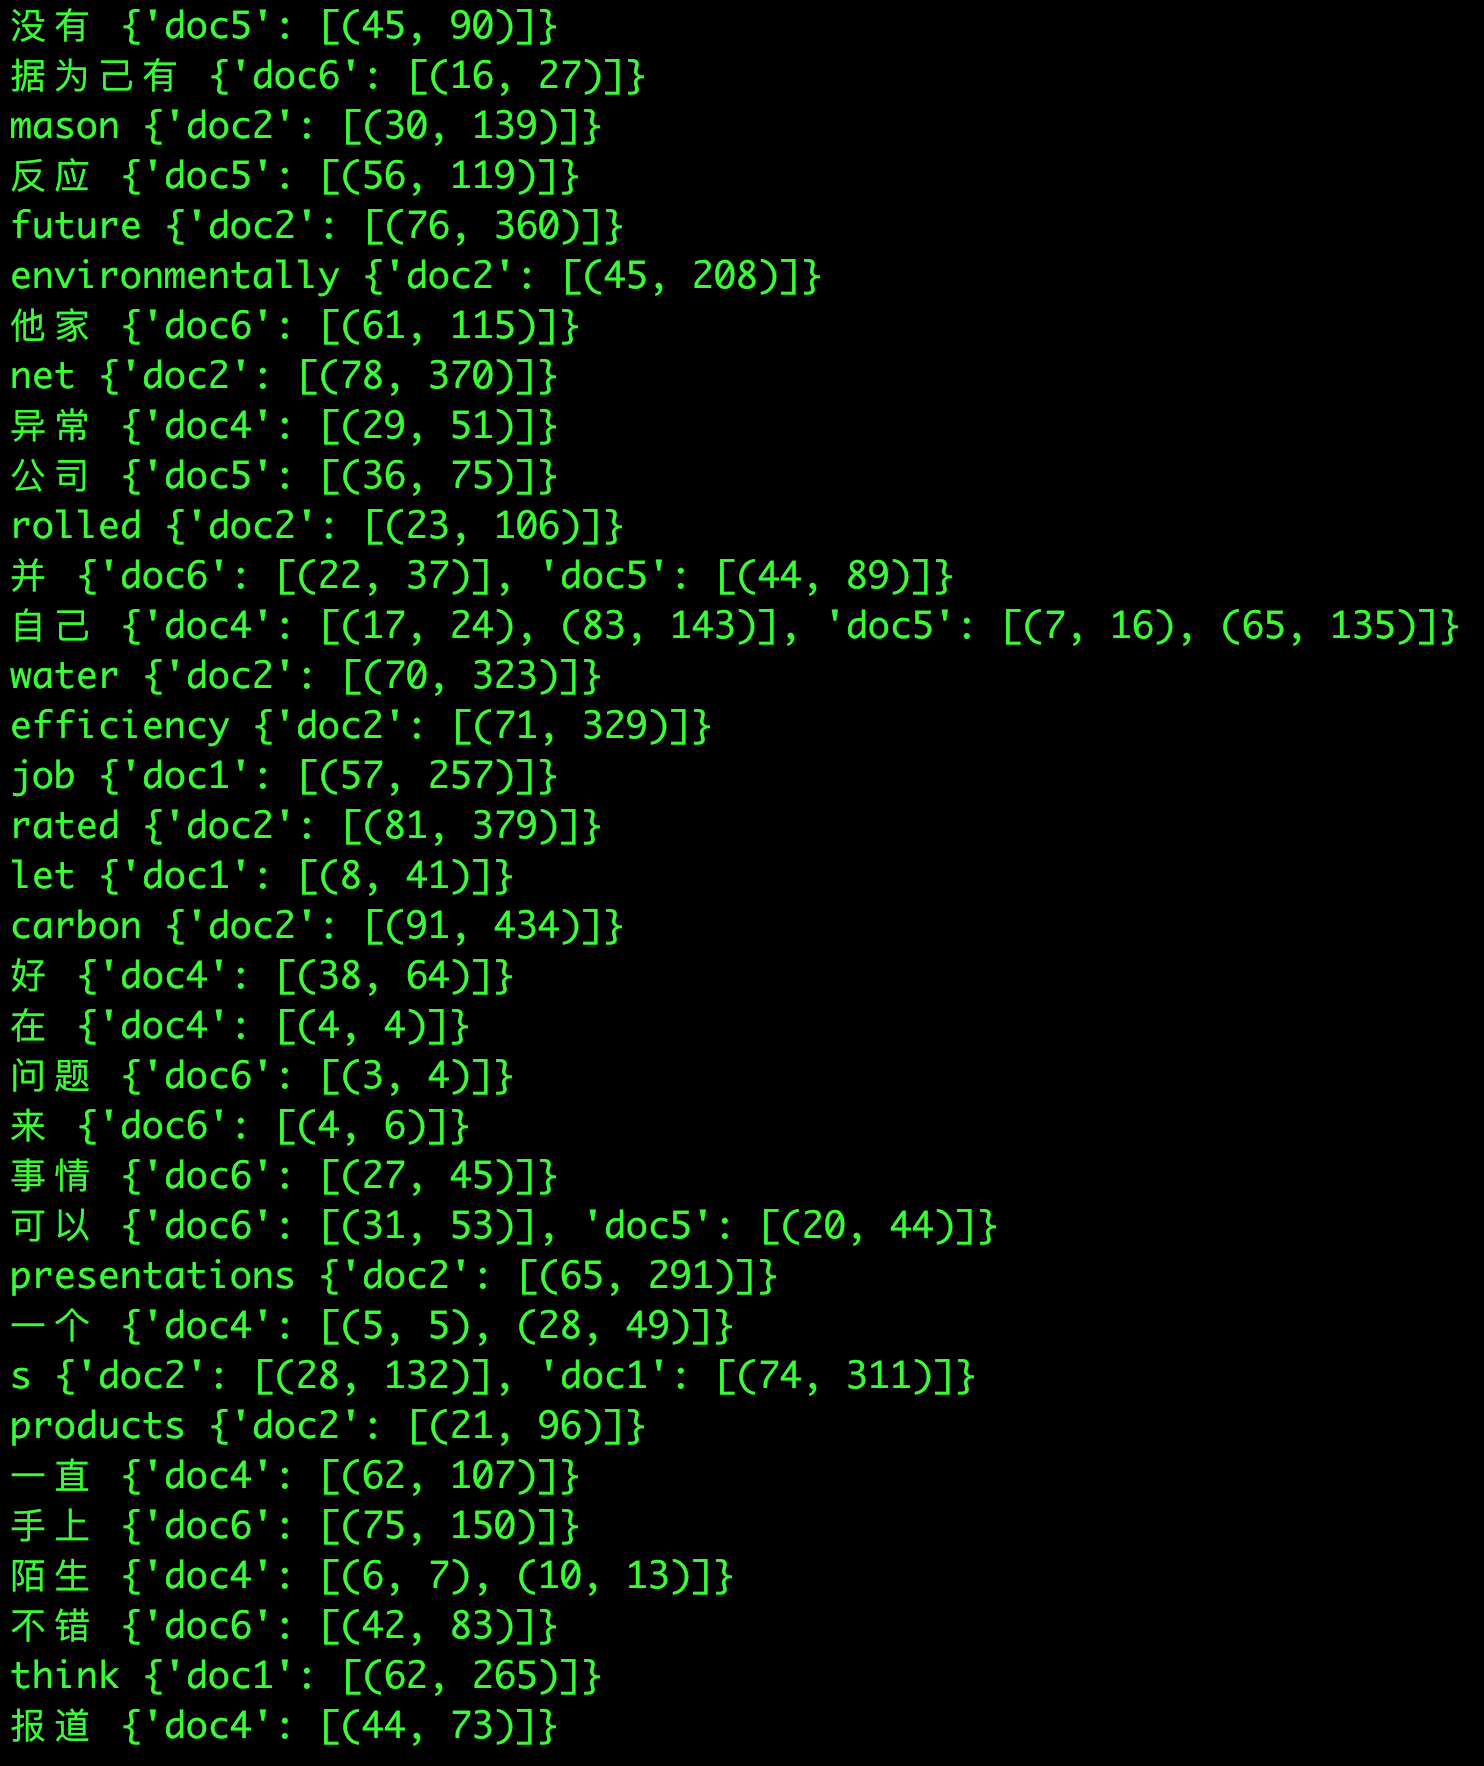 没有 {'doc5': [(45, 90)]}
据为己有 {'doc6': [(16, 27)]}
mason {'doc2': [(30, 139)]}
反应 {'doc5': [(56, 119)]}
future {'doc2': [(76, 360)]}
environmentally {'doc2': [(45, 208)]}
他家 {'doc6': [(61, 115)]}
net {'doc2': [(78, 370)]}
异常 {'doc4': [(29, 51)]}
公司 {'doc5': [(36, 75)]}
rolled {'doc2': [(23, 106)]}
并 {'doc6': [(22, 37)], 'doc5': [(44, 89)]}
自己 {'doc4': [(17, 24), (83, 143)], 'doc5': [(7, 16), (65, 135)]}
water {'doc2': [(70, 323)]}
efficiency {'doc2': [(71, 329)]}
job {'doc1': [(57, 257)]}
rated {'doc2': [(81, 379)]}
let {'doc1': [(8, 41)]}
carbon {'doc2': [(91, 434)]}
好 {'doc4': [(38, 64)]}
在 {'doc4': [(4, 4)]}
问题 {'doc6': [(3, 4)]}
来 {'doc6': [(4, 6)]}
事情 {'doc6': [(27, 45)]}
可以 {'doc6': [(31, 53)], 'doc5': [(20, 44)]}
presentations {'doc2': [(65, 291)]}
一个 {'doc4': [(5, 5), (28, 49)]}
s {'doc2': [(28, 132)], 'doc1': [(74, 311)]}
products {'doc2': [(21, 96)]}
一直 {'doc4': [(62, 107)]}
手上 {'doc6': [(75, 150)]}
陌生 {'doc4': [(6, 7), (10, 13)]}
不错 {'doc6': [(42, 83)]}
think {'doc1': [(62, 265)]}
报道 {'doc4': [(44, 73)]}